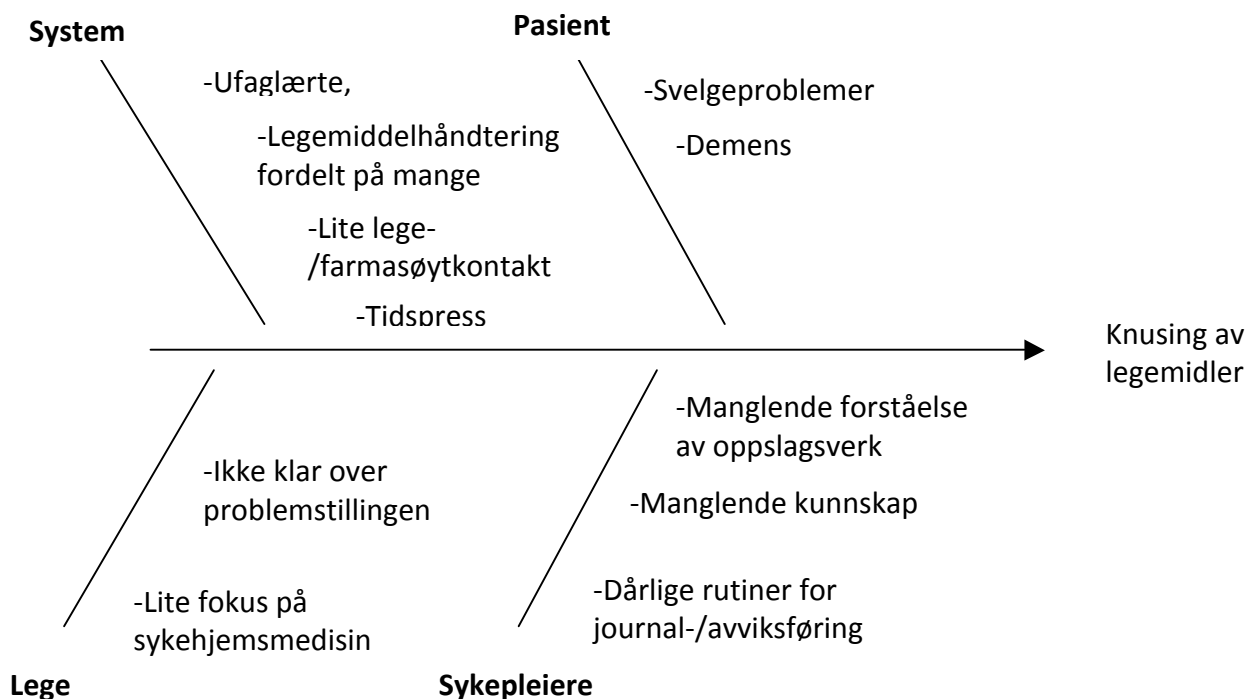 System
-Ufaglærte,
-Legemiddelhåndtering
fordelt på mange
-Lite lege-
/farmasøytkontakt
-Tidspress
Pasient
-Svelgeproblemer
-Demens
Knusing av
legemidler
-Ikke klar over
problemstillingen
-Lite fokus på
sykehjemsmedisin
Lege
-Manglende forståelse
av oppslagsverk
-Manglende kunnskap
-Dårlige rutiner for
journal-/avviksføring
Sykepleiere